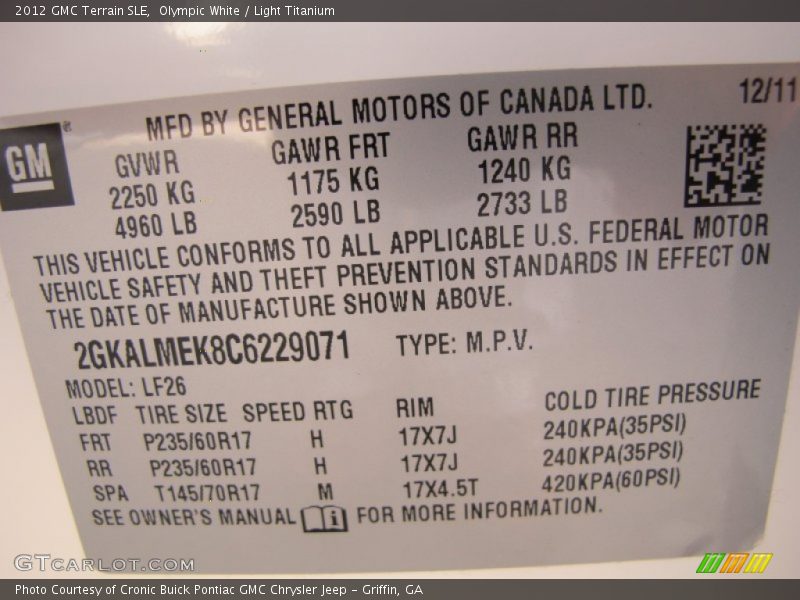 2012 GMC Terrain SLE, Olympic White / Light Titanium
12/11
MFD BY GENERAL MOTORS OF CANADA LTD.
GM
GVWR GAWR FRT GAWR RR
2250 KG 1175 KG 1240 KG
4960 LB 2590 LB 2733 LB
THIS VEHICLE CONFORMS TO ALL APPLICABLE U.S. FEDERAL MOTOR
VEHICLE SAFETY AND THEFT PREVENTION STANDARDS IN EFFECT ON
THE DATE OF MANUFACTURE SHOWN ABOVE.
2GKALMEK8C6229071 TYPE: M.P.V.
MODEL: LF26
LBDF TIRE SIZE SPEED RTG RIM COLD TIRE PRESSURE
FRT P235/60R17 H 17X7J 240KPA(35PSI)
RR P235/60R17 H 17X7J 240KPA(35PSI)
SPA T145/70R17 M 17X4.5T 420KPA(60PSI)
SEE OWNER'S MANUAL FOR MORE INFORMATION.
GTCARLOT.COM
Photo Courtesy of Cronic Buick Pontiac GMC Chrysler Jeep - Griffin, GA